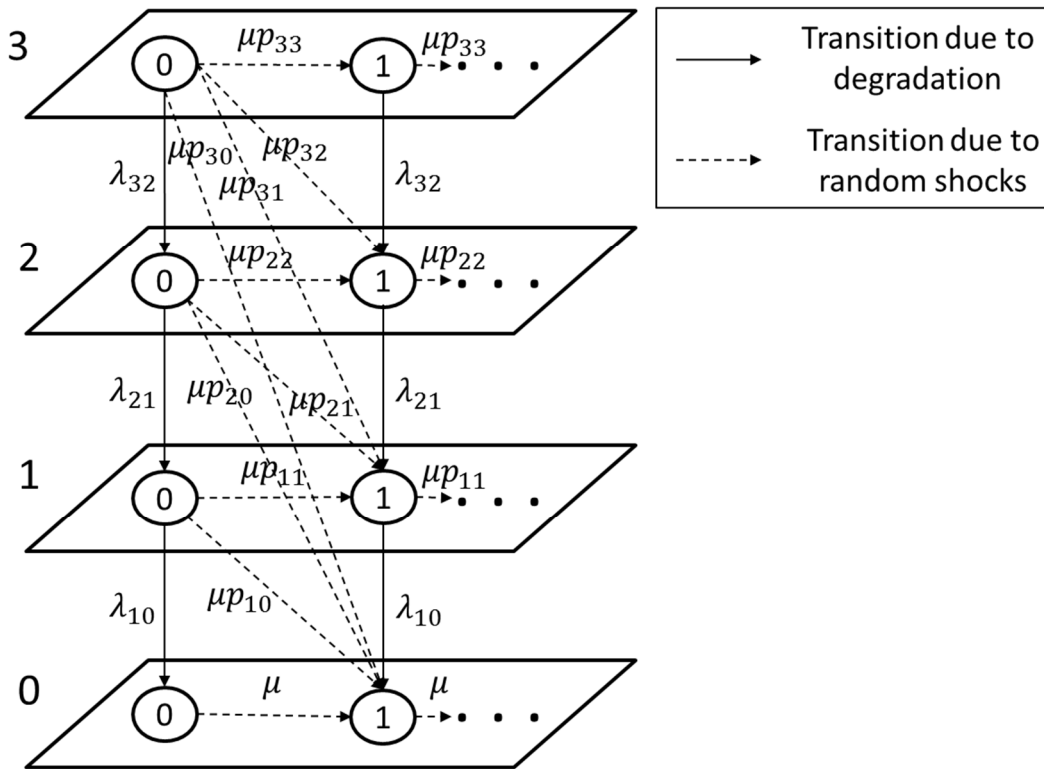 3
0
μp₃₃
1
μp₃₃
. . .
Transition due to
degradation
Transition due to
random shocks
μp₃₀
μp₃₂
μp₃₁
λ₃₂
λ₃₂
2
0
μp₂₂
1
μp₂₂
. . .
λ₂₁
μp₂₀
μp₂₁
λ₂₁
1
0
μp₁₁
1
μp₁₁
. . .
λ₁₀
μp₁₀
λ₁₀
0
0
μ
1
μ
. . .